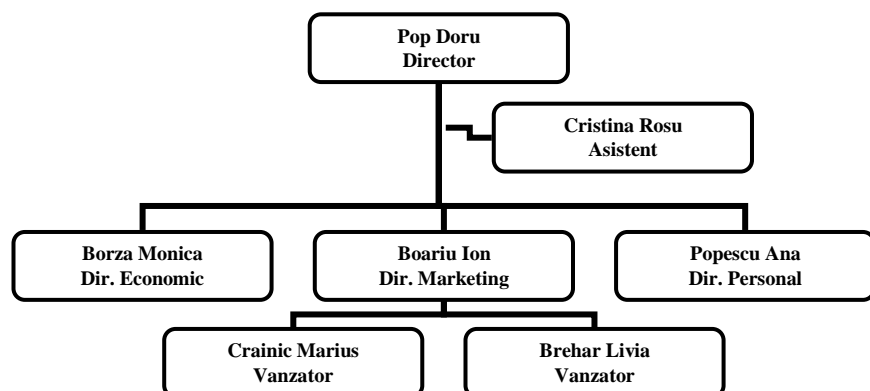 Pop Doru
Director
Cristina Rosu
Asistent
Borza Monica
Dir. Economic
Boariu Ion
Dir. Marketing
Popescu Ana
Dir. Personal
Crainic Marius
Vanzator
Brehar Livia
Vanzator